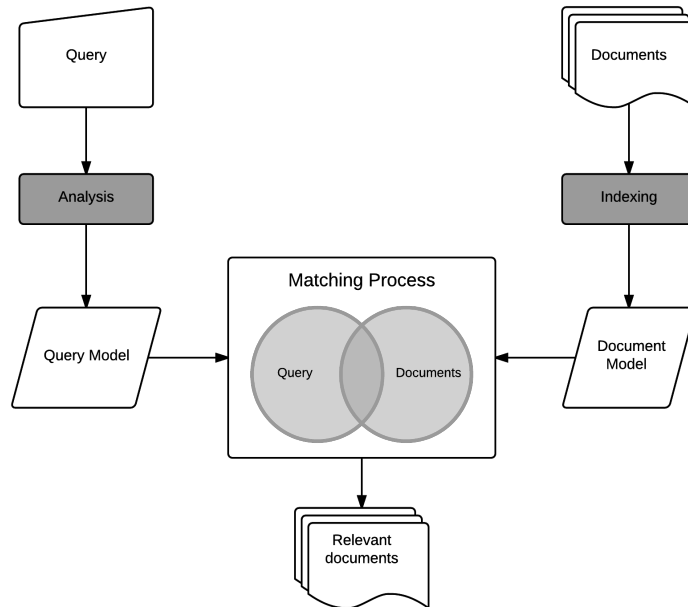 Query
Documents
Analysis
Indexing
Matching Process
Query Model
Query
Documents
Document
Model
Relevant
documents